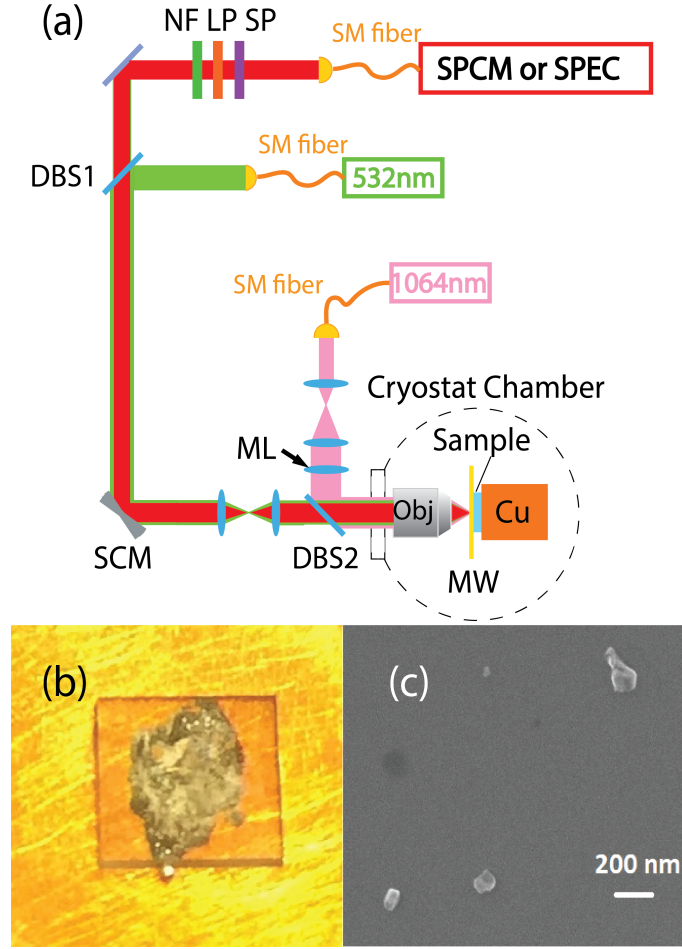 (a)
NF LP SP
SM fiber
SPCM or SPEC
DBS1
SM fiber
532nm
SM fiber
1064nm
Cryostat Chamber
ML
Sample
Obj
Cu
SCM
DBS2
MW
(b)
(c)
200 nm